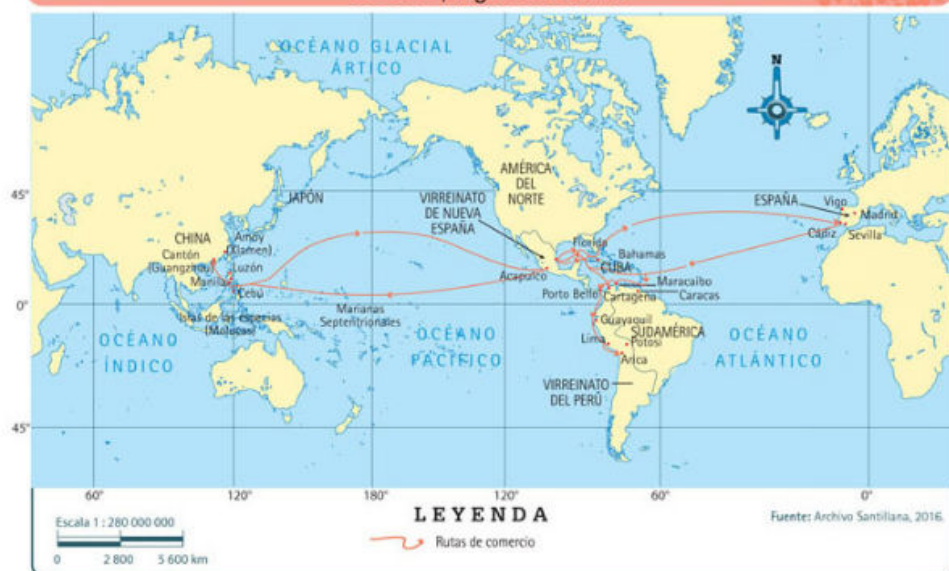 OCÉANO GLACIAL
ÁRTICO
N
45°
JAPÓN
AMÉRICA
DEL
NORTE
VIRREINATO
DE NUEVA
ESPAÑA
ESPAÑA
Vigo
Madrid
Cádiz
Sevilla
CHINA
Amoy
(Xiamen)
Cantón
(Guangzhou)
Luzón
Manila
Cebú
Florida
Bahamas
CUBA
Acapulco
Maracaibo
Porto Bello
Cartagena
Caracas
0°
Marianas
Septentrionales
Islas de las especias
(Molucas)
Guayaquil
SUDAMÉRICA
Lima
Potosí
Arica
OCÉANO
ÍNDICO
OCÉANO
PACÍFICO
OCÉANO
ATLÁNTICO
VIRREINATO
DEL PERÚ
45°
60°
120°
180°
120°
60°
0°
Escala 1 : 280 000 000
0 2 800 5 600 km
LEYENDA
Rutas de comercio
Fuente: Archivo Santillana, 2016.